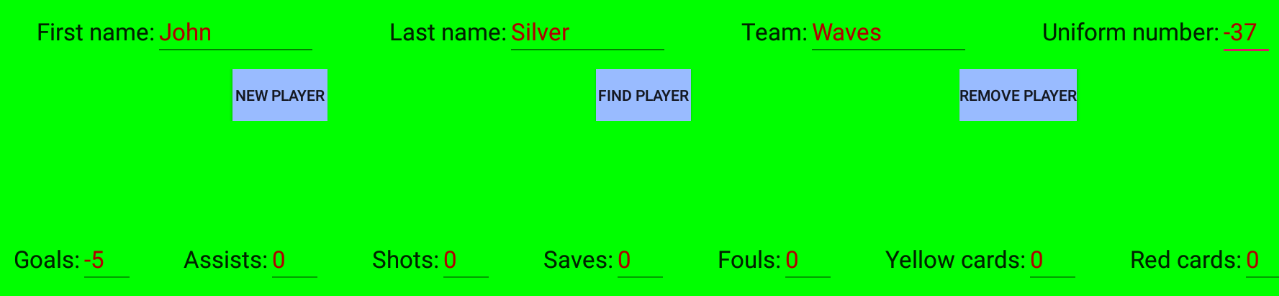 First name: John Last name: Silver Team: Waves Uniform number: -37
NEW PLAYER FIND PLAYER REMOVE PLAYER
Goals: -5 Assists: 0 Shots: 0 Saves: 0 Fouls: 0 Yellow cards: 0 Red cards: 0